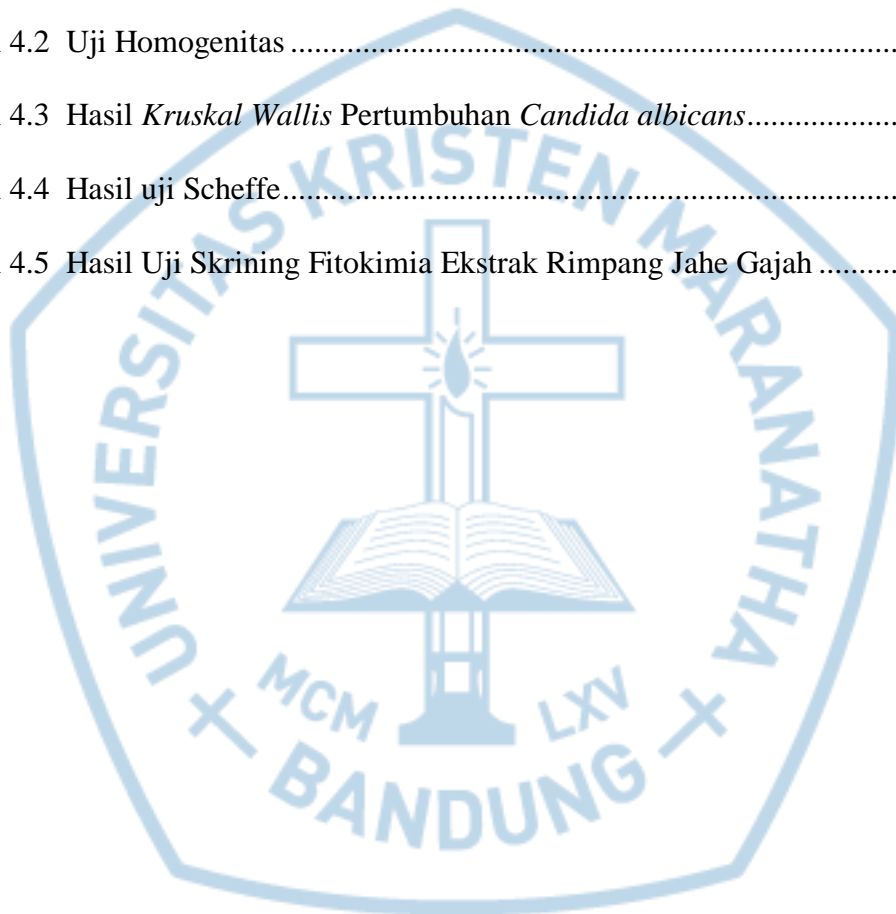 4.2 Uji Homogenitas ..........................................................................
4.3 Hasil Kruskal Wallis Pertumbuhan Candida albicans..................
4.4 Hasil uji Scheffe...........................................................................
4.5 Hasil Uji Skrining Fitokimia Ekstrak Rimpang Jahe Gajah ..........
UNIVERSITAS KRISTEN MARANATHA
MCM LXV
BANDUNG